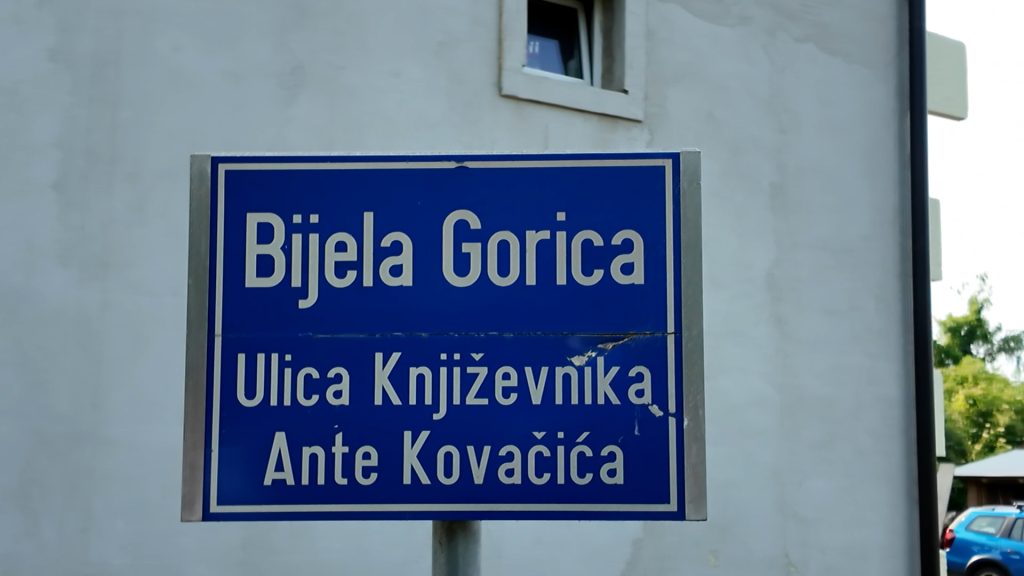 Bijela Gorica
Ulica Književnika
Ante Kovačića